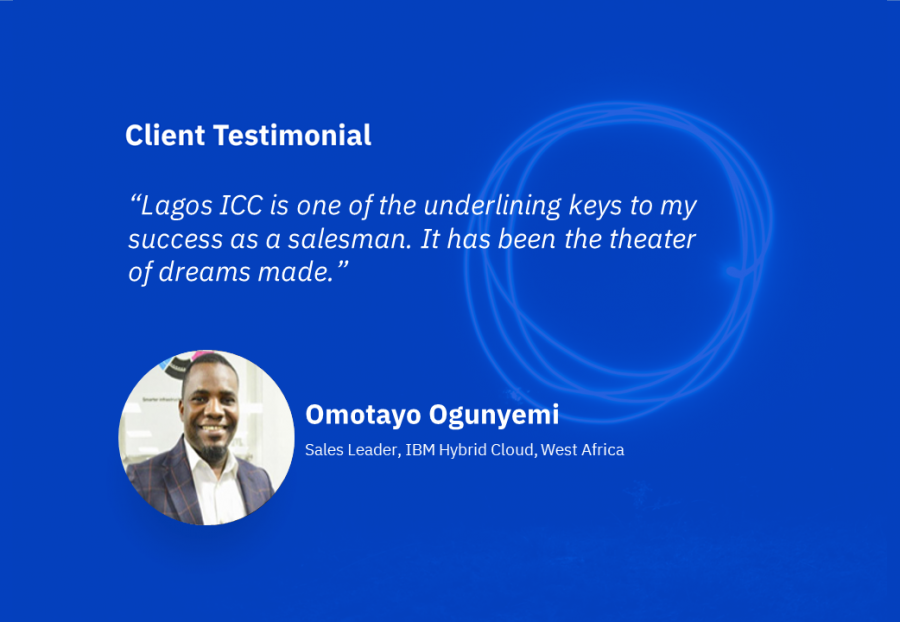 Client Testimonial
“Lagos ICC is one of the underlining keys to my
success as a salesman. It has been the theater
of dreams made.”
Omotayo Ogunyemi
Sales Leader, IBM Hybrid Cloud, West Africa